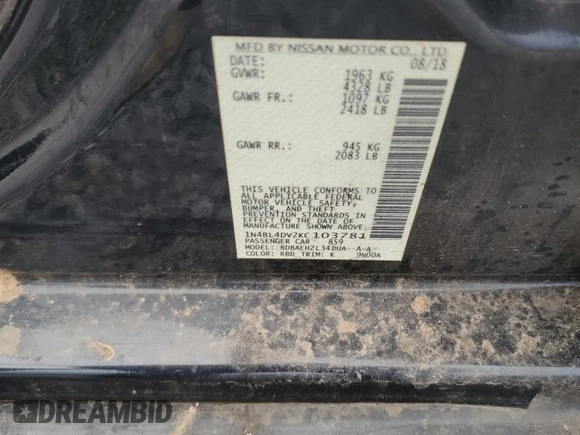 MFD BY NISSAN MOTOR CO., LTD.
DATE: 08/18
GVWR: 1963 KG
4328 LB
GAWR FR.: 1097 KG
2418 LB
GAWR RR.: 945 KG
2083 LB
THIS VEHICLE CONFORMS TO
ALL APPLICABLE FEDERAL
MOTOR VEHICLE SAFETY,
BUMPER, AND THEFT
PREVENTION STANDARDS IN
EFFECT ON THE DATE OF
MANUFACTURE SHOWN ABOVE.
1N4BL4DV2KC103781
PASSENGER CAR 859
MODEL: BDBAEHZL34DUA--A-A-
COLOR: RBD TRIM: K 9N00A
DREAMBID